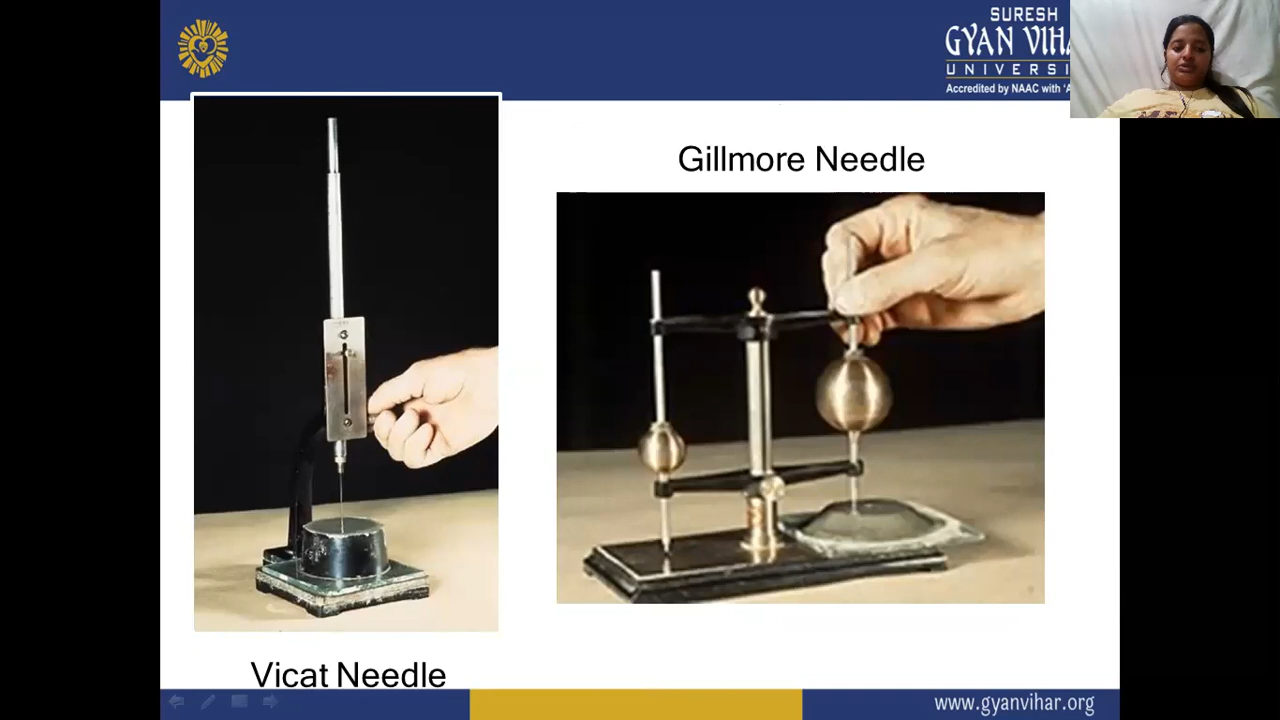 SURESH
GYAN VIHA
UNIVERSI
Accredited by NAAC with 'A
Gillmore Needle
Vicat Needle
www.gyanvihar.org